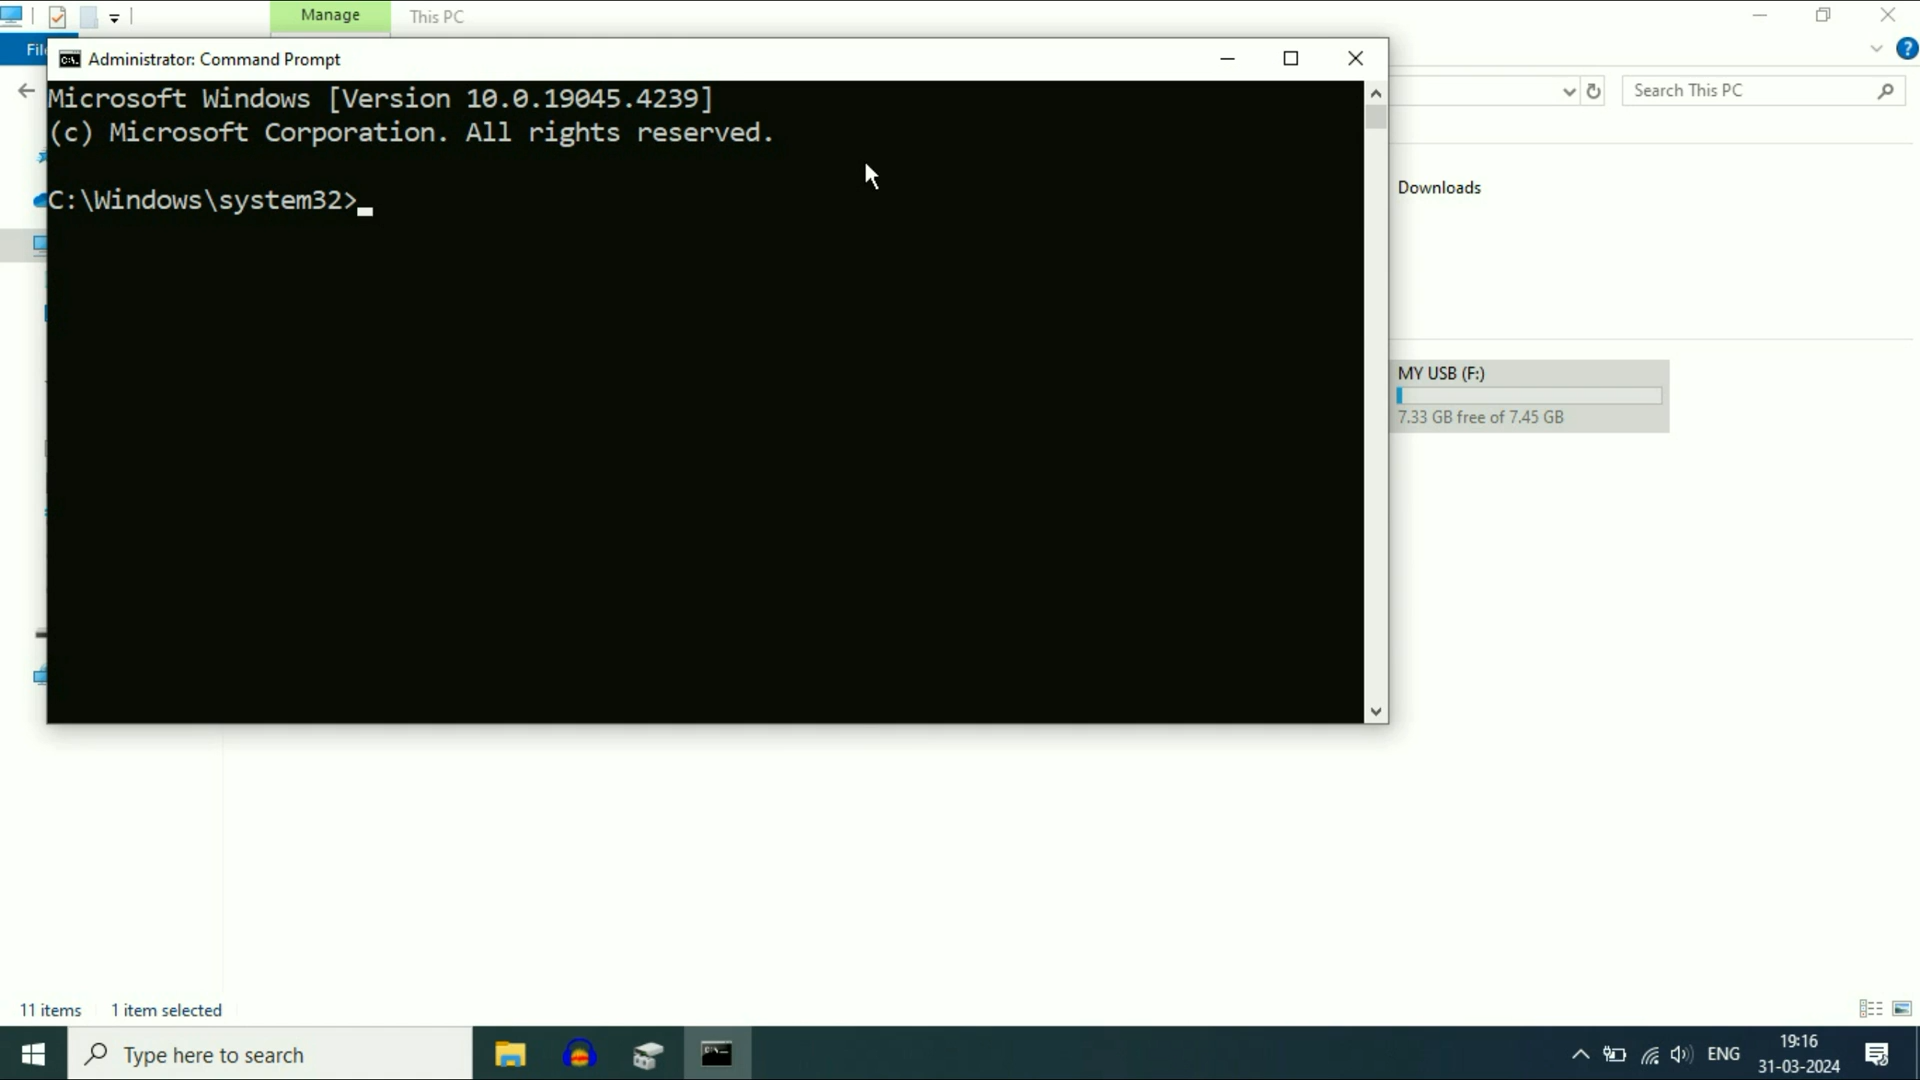 Manage
This PC
File
Administrator: Command Prompt
Microsoft Windows [Version 10.0.19045.4239]
(c) Microsoft Corporation. All rights reserved.
C:\Windows\system32>
Search This PC
Downloads
MY USB (F:)
7.33 GB free of 7.45 GB
11 items
1 item selected
Type here to search
ENG
19:16
31-03-2024